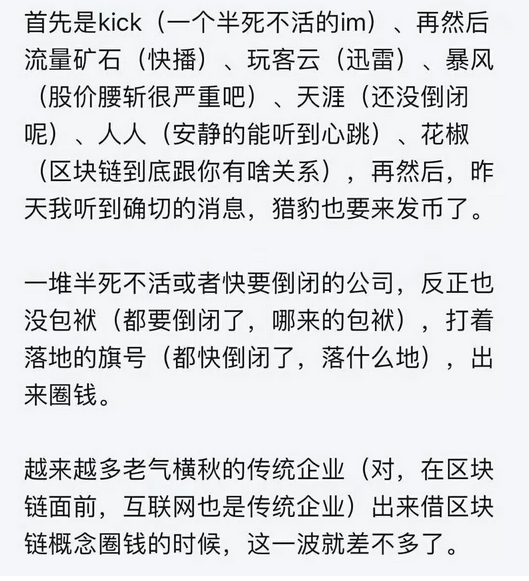 首先是kick（一个半死不活的im）、再然后
流量矿石（快播）、玩客云（迅雷）、暴风
（股价腰斩很严重吧）、天涯（还没倒闭
呢）、人人（安静的能听到心跳）、花椒
（区块链到底跟你有啥关系），再然后，昨
天我听到确切的消息，猎豹也要来发币了。
一堆半死不活或者快要倒闭的公司，反正也
没包袱（都要倒闭了，哪来的包袱），打着
落地的旗号（都快倒闭了，落什么地），出
来圈钱。
越来越多老气横秋的传统企业（对，在区块
链面前，互联网也是传统企业）出来借区块
链概念圈钱的时候，这一波就差不多了。